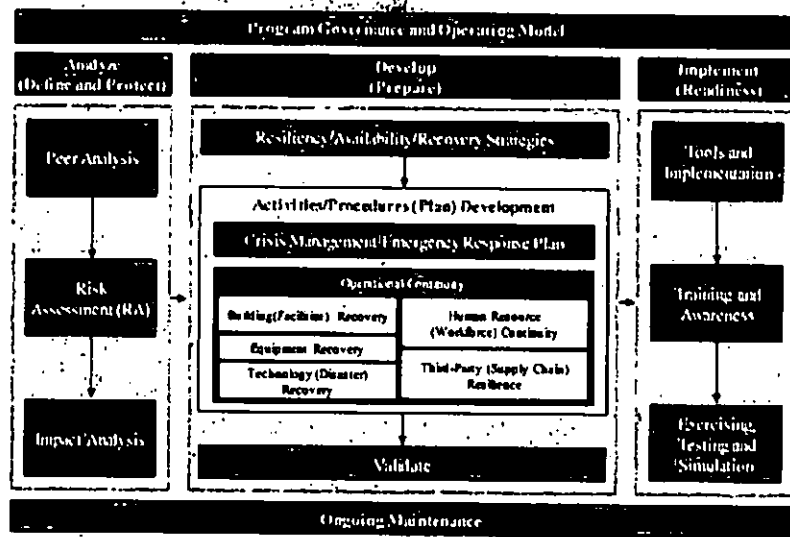 Program Governance and Operating Model
Analyze
(Define and Protect)
Develop
(Prepare)
Implement
(Readiness)
Peer Analysis
Risk
Assessment (RA)
Impact Analysis
Resiliency/Availability/Recovery Strategies
Activities/Procedures (Plan) Development
Crisis Management/Emergency Response Plan
Operational Continuity
Building(Facilities) Recovery
Equipment Recovery
Technology (Disaster)
Recovery
Human Resource
(Workforce) Continuity
Third-Party (Supply Chain)
Resilience
Validate
Tools and
Implementation
Training and
Awareness
Exercising,
Testing and
Simulation
Ongoing Maintenance